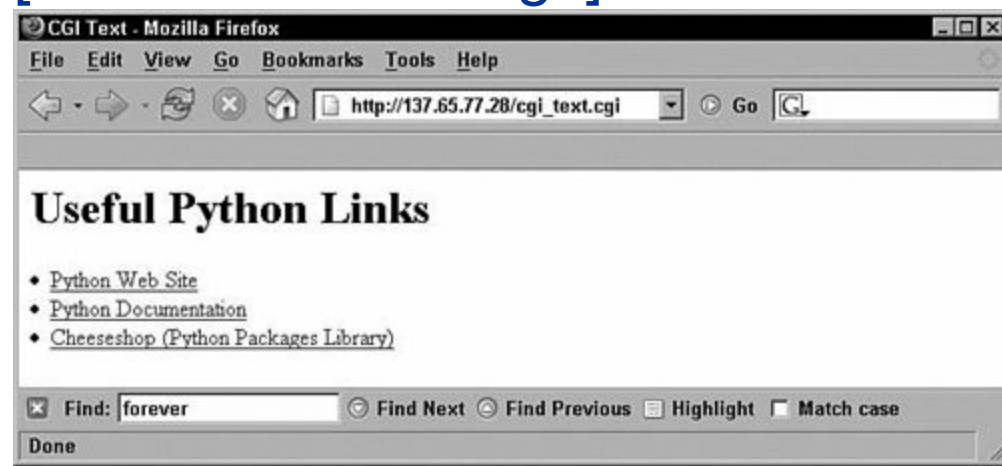 CGI Text - Mozilla Firefox
File Edit View Go Bookmarks Tools Help
http://137.65.77.28/cgi_text.cgi Go G
Useful Python Links
• Python Web Site
• Python Documentation
• Cheeseshop (Python Packages Library)
Find: forever Find Next Find Previous Highlight Match case
Done